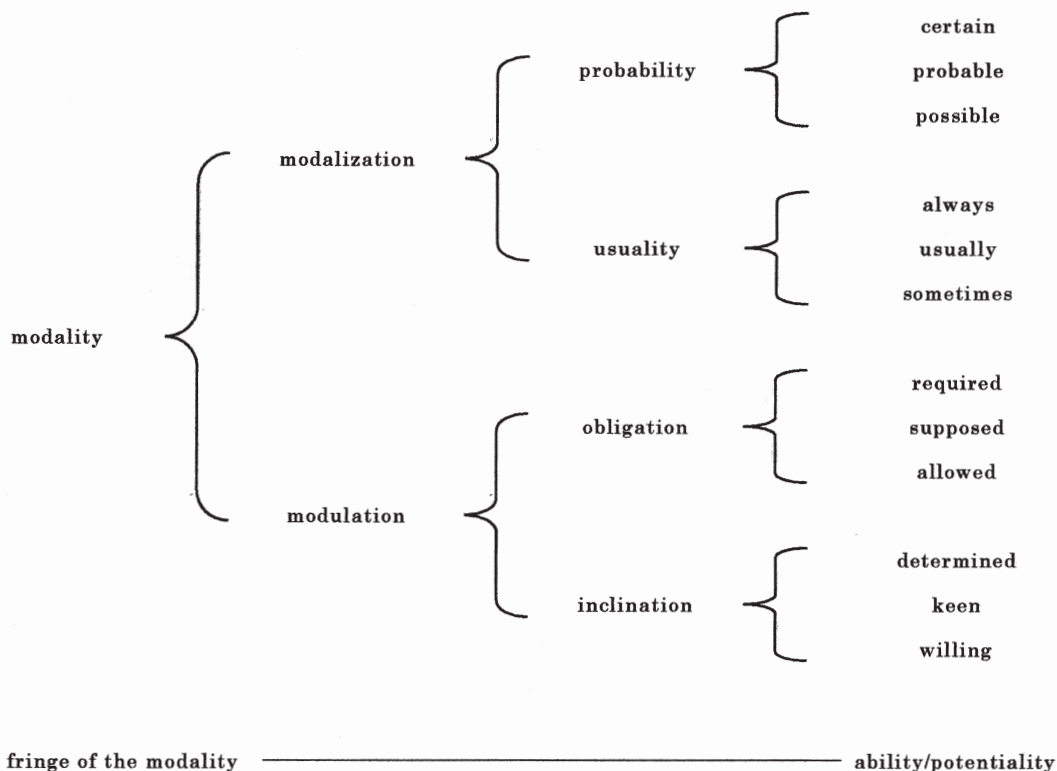 certain
probability probable
possible
modalization
always
usuality usually
sometimes
modality
required
obligation supposed
allowed
modulation
determined
inclination keen
willing
fringe of the modality ability/potentiality